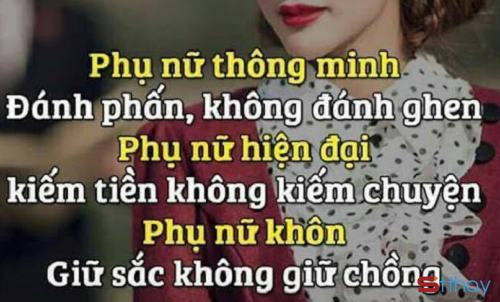 Phụ nữ thông minh
Đánh phấn, không đánh ghen
Phụ nữ hiện đại
kiếm tiền không kiếm chuyện
Phụ nữ khôn
Giữ sắc không giữ chồng
Stthay